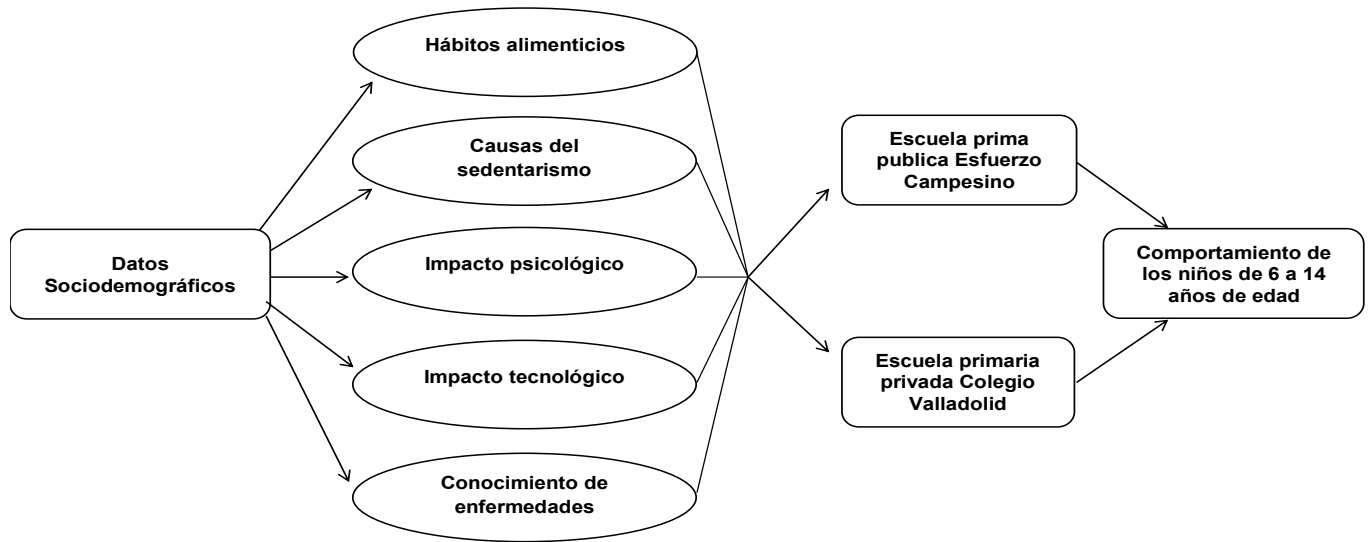 Hábitos alimenticios
Causas del
sedentarismo
Impacto psicológico
Impacto tecnológico
Conocimiento de
enfermedades
Datos
Sociodemográficos
Escuela prima
publica Esfuerzo
Campesino
Escuela primaria
privada Colegio
Valladolid
Comportamiento de
los niños de 6 a 14
años de edad